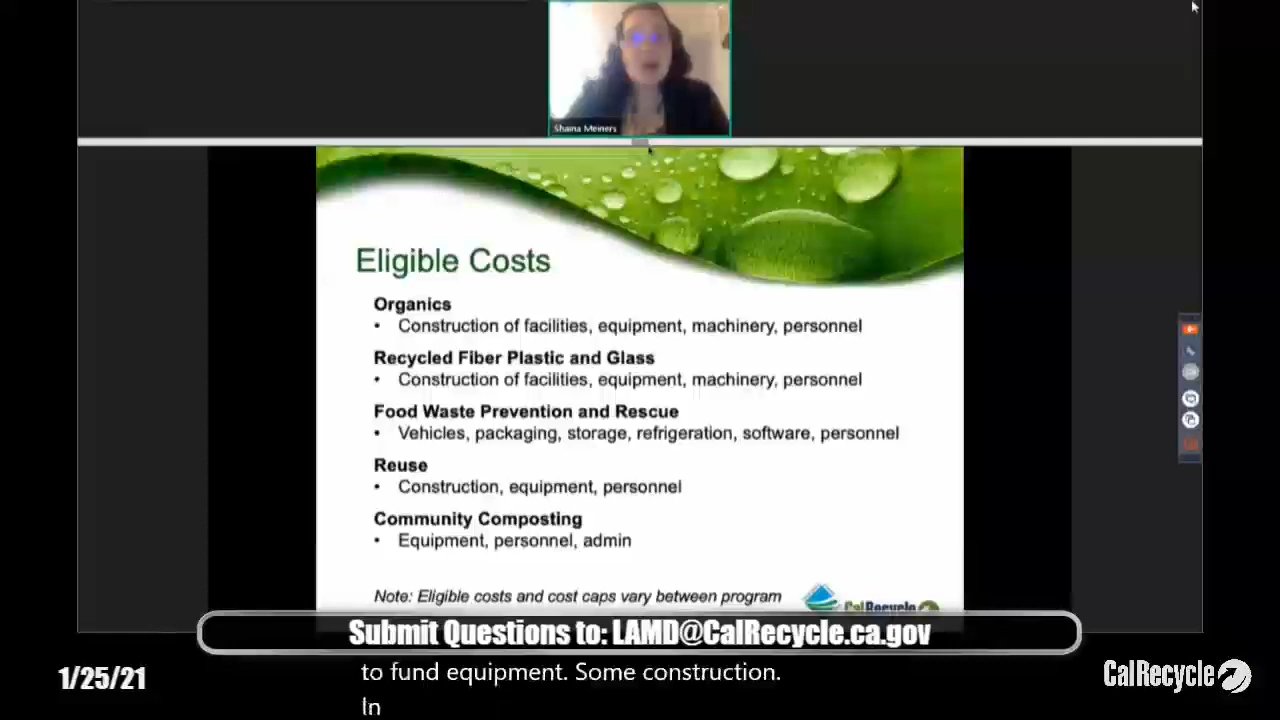 Shaina Meiners
Eligible Costs
Organics
• Construction of facilities, equipment, machinery, personnel
Recycled Fiber Plastic and Glass
• Construction of facilities, equipment, machinery, personnel
Food Waste Prevention and Rescue
• Vehicles, packaging, storage, refrigeration, software, personnel
Reuse
• Construction, equipment, personnel
Community Composting
• Equipment, personnel, admin
Note: Eligible costs and cost caps vary between program
CalRecycle
Submit Questions to: LAMD@CalRecycle.ca.gov
to fund equipment. Some construction.
In
1/25/21
CalRecycle